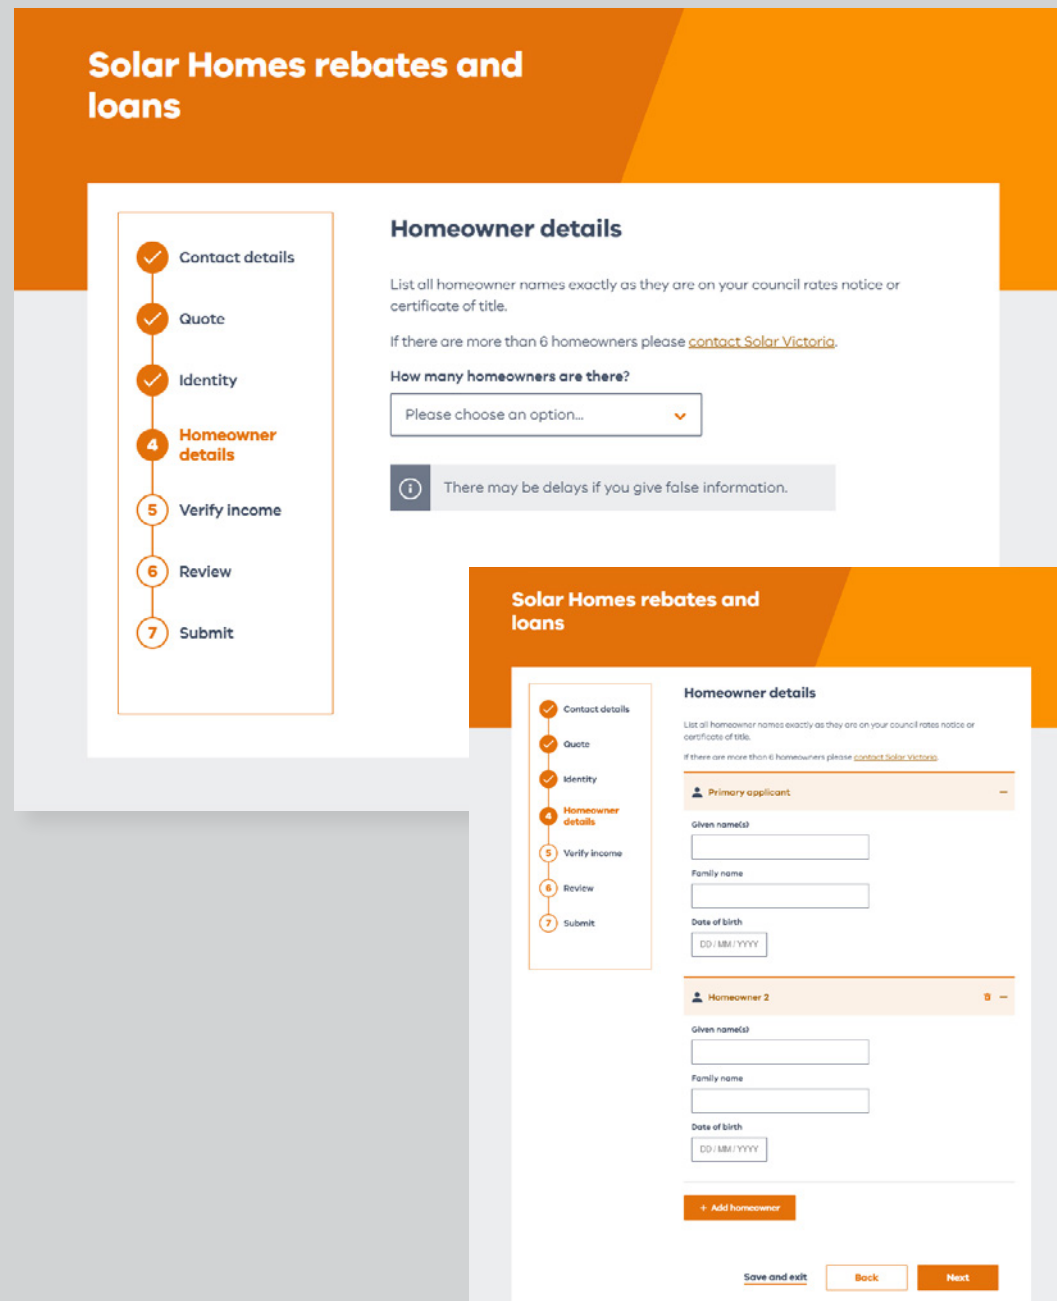 Solar Homes rebates and
loans
Contact details
Quote
Identity
4 Homeowner
details
5 Verify income
6 Review
7 Submit
Homeowner details
List all homeowner names exactly as they are on your council rates notice or
certificate of title.
If there are more than 6 homeowners please contact Solar Victoria.
How many homeowners are there?
Please choose an option...
There may be delays if you give false information.
Solar Homes rebates and
loans
Contact details
Quote
Identity
4 Homeowner
details
5 Verify income
6 Review
7 Submit
Homeowner details
List all homeowner names exactly as they are on your council rates notice or
certificate of title.
If there are more than 6 homeowners please contact Solar Victoria.
Primary applicant
Given name(s)
Family name
Date of birth
DD / MM / YYYY
Homeowner 2
Given name(s)
Family name
Date of birth
DD / MM / YYYY
+ Add homeowner
Save and exit
Back
Next